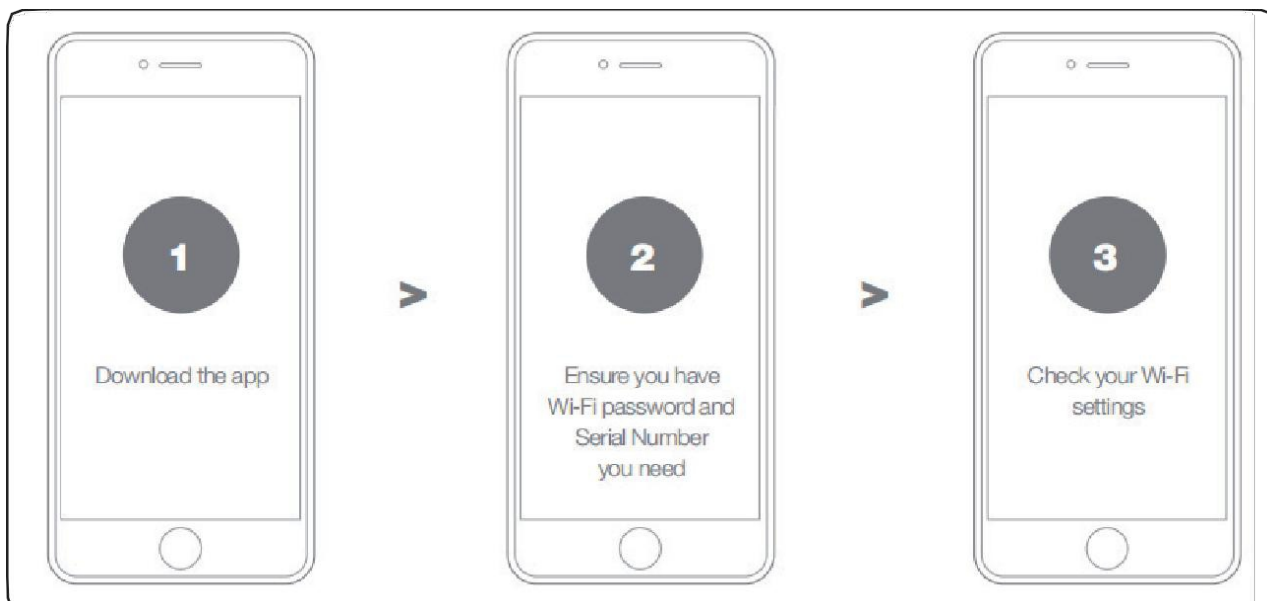 1
Download the app
>
2
Ensure you have
Wi-Fi password and
Serial Number
you need
>
3
Check your Wi-Fi
settings